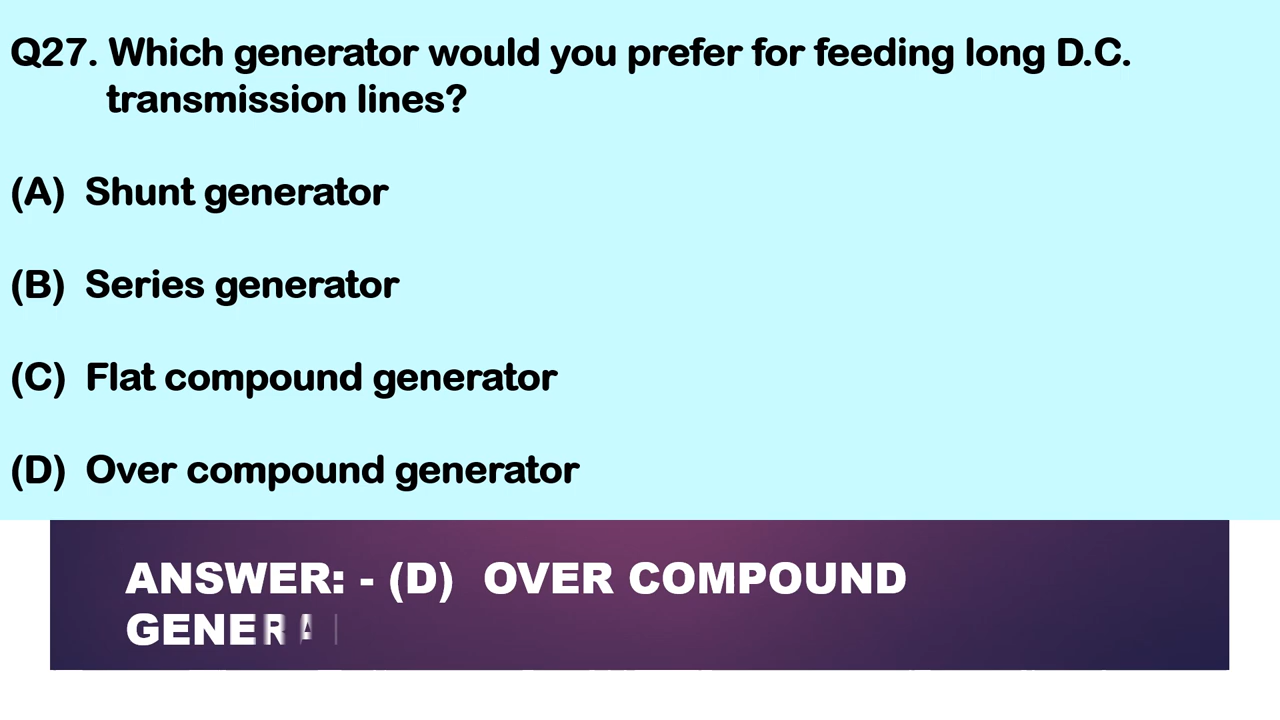 Q27. Which generator would you prefer for feeding long D.C.
transmission lines?
(A) Shunt generator
(B) Series generator
(C) Flat compound generator
(D) Over compound generator
ANSWER: - (D) OVER COMPOUND